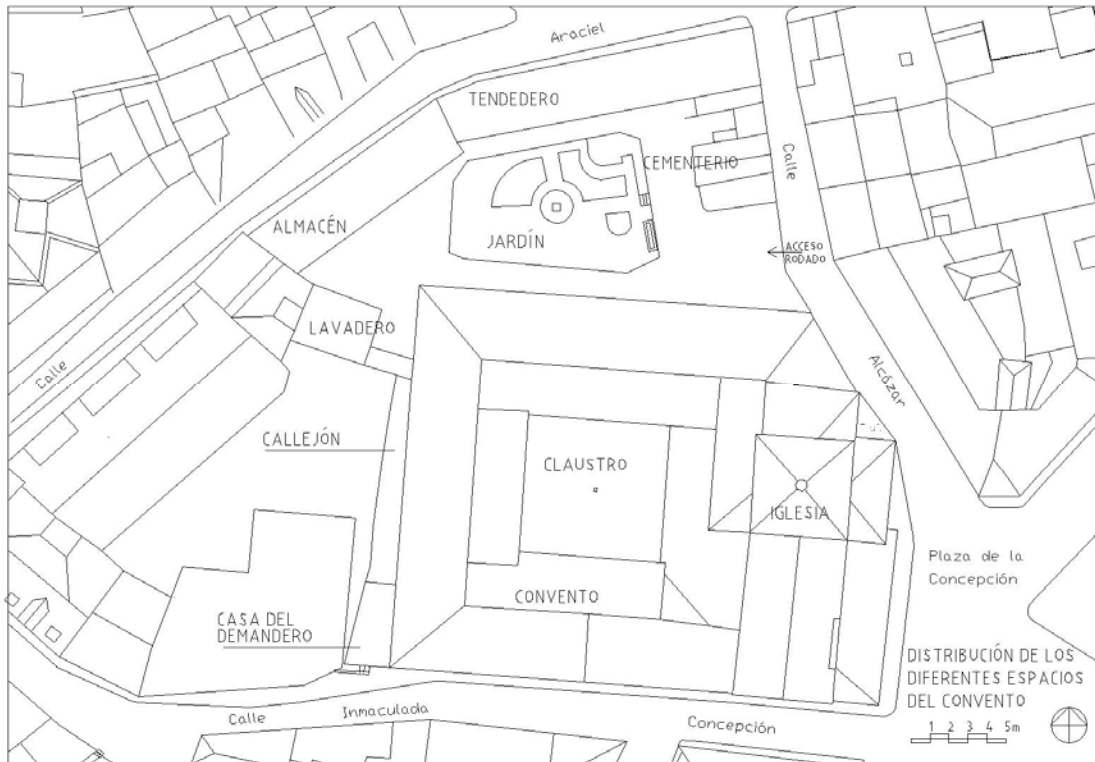 Araciel
TENDEDERO
CEMENTERIO
Calle
ALMACÉN
JARDÍN
ACCESO
RODADO
LAVADERO
Calle
Alcázar
CALLEJÓN
CLAUSTRO
IGLESIA
Plaza de la
Concepción
CONVENTO
CASA DEL
DEMANDERO
DISTRIBUCIÓN DE LOS
DIFERENTES ESPACIOS
DEL CONVENTO
Calle Inmaculada Concepción
1 2 3 4 5m